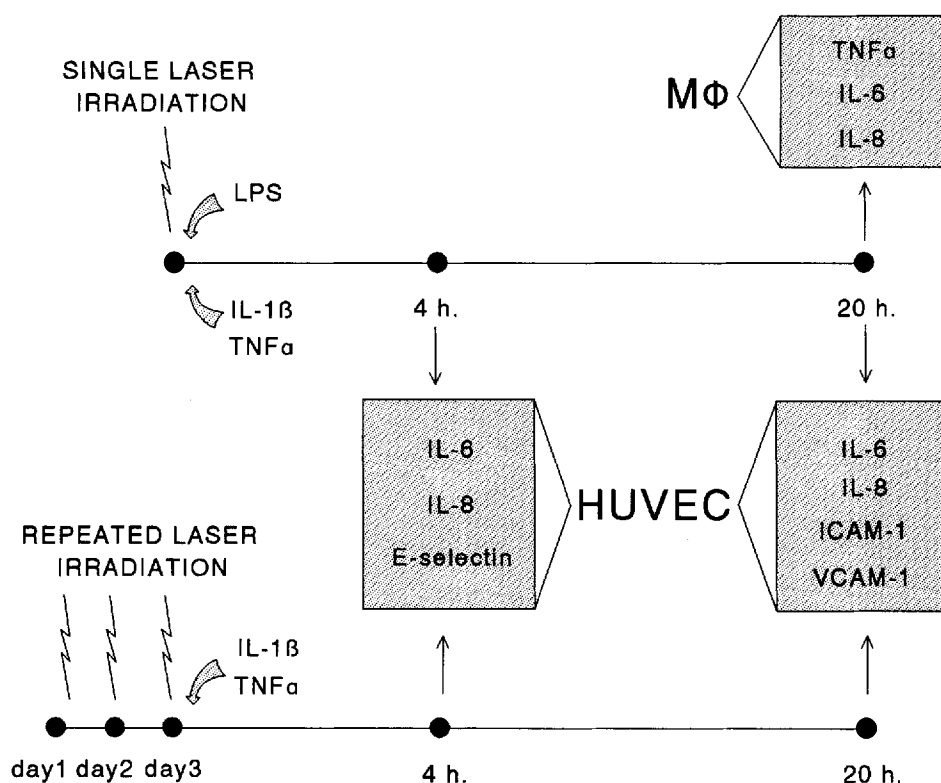 SINGLE LASER
IRRADIATION
LPS
IL-1ß
TNFα
4 h.
20 h.
MΦ
TNFα
IL-6
IL-8
IL-6
IL-8
E-selectin
HUVEC
IL-6
IL-8
ICAM-1
VCAM-1
REPEATED LASER
IRRADIATION
IL-1ß
TNFα
day1 day2 day3
4 h.
20 h.